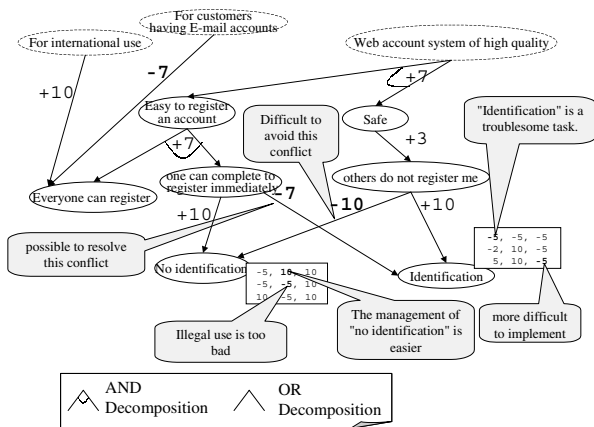 For customers
having E-mail accounts
For international use
Web account system of high quality
-7
+7
+10
Easy to register
an account
Difficult to
avoid this
conflict
Safe
"Identification" is a
troublesome task.
+7
+3
one can complete to
register immediately
others do not register me
Everyone can register
-7
-10
+10
+10
possible to resolve
this conflict
No identification
-5, 10, 10
-5, -5, 10
10, -5, 10
Identification
-5, -5, -5
-2, 10, -5
5, 10, -5
Illegal use is too
bad
The management of
"no identification" is
easier
more difficult
to implement
AND
Decomposition
OR
Decomposition